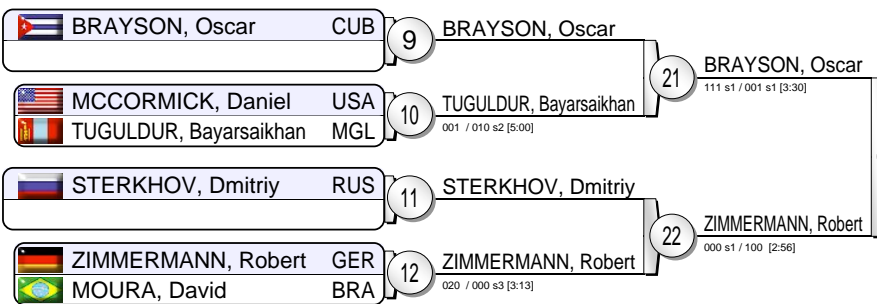 BRAYSON, Oscar CUB
9
BRAYSON, Oscar
21
BRAYSON, Oscar
111 s1 / 001 s1 [3:30]
MCCORMICK, Daniel USA
10
TUGULDUR, Bayarsaikhan
001 / 010 s2 [5:00]
TUGULDUR, Bayarsaikhan MGL
STERKHOV, Dmitriy RUS
11
STERKHOV, Dmitriy
22
ZIMMERMANN, Robert
000 s1 / 100 [2:56]
ZIMMERMANN, Robert GER
12
ZIMMERMANN, Robert
020 / 000 s3 [3:13]
MOURA, David BRA